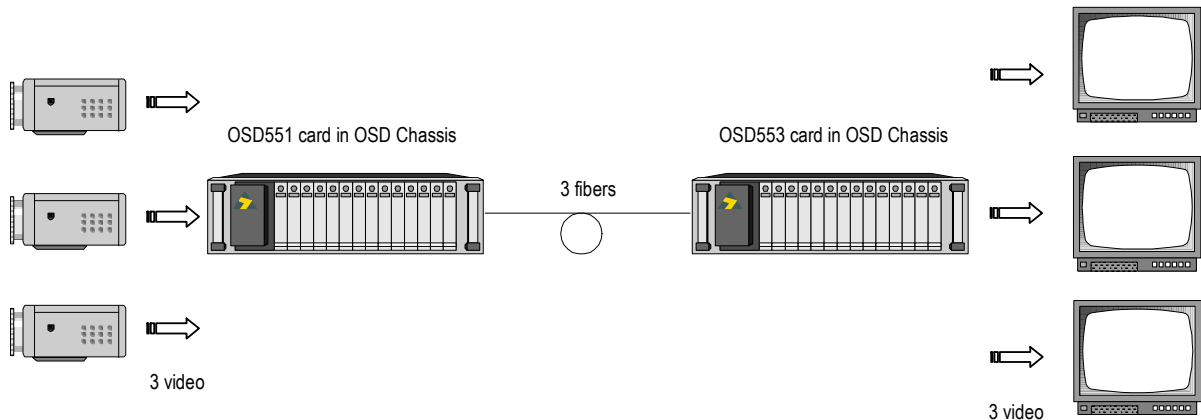 OSD551 card in OSD Chassis
OSD553 card in OSD Chassis
3 fibers
3 video
3 video